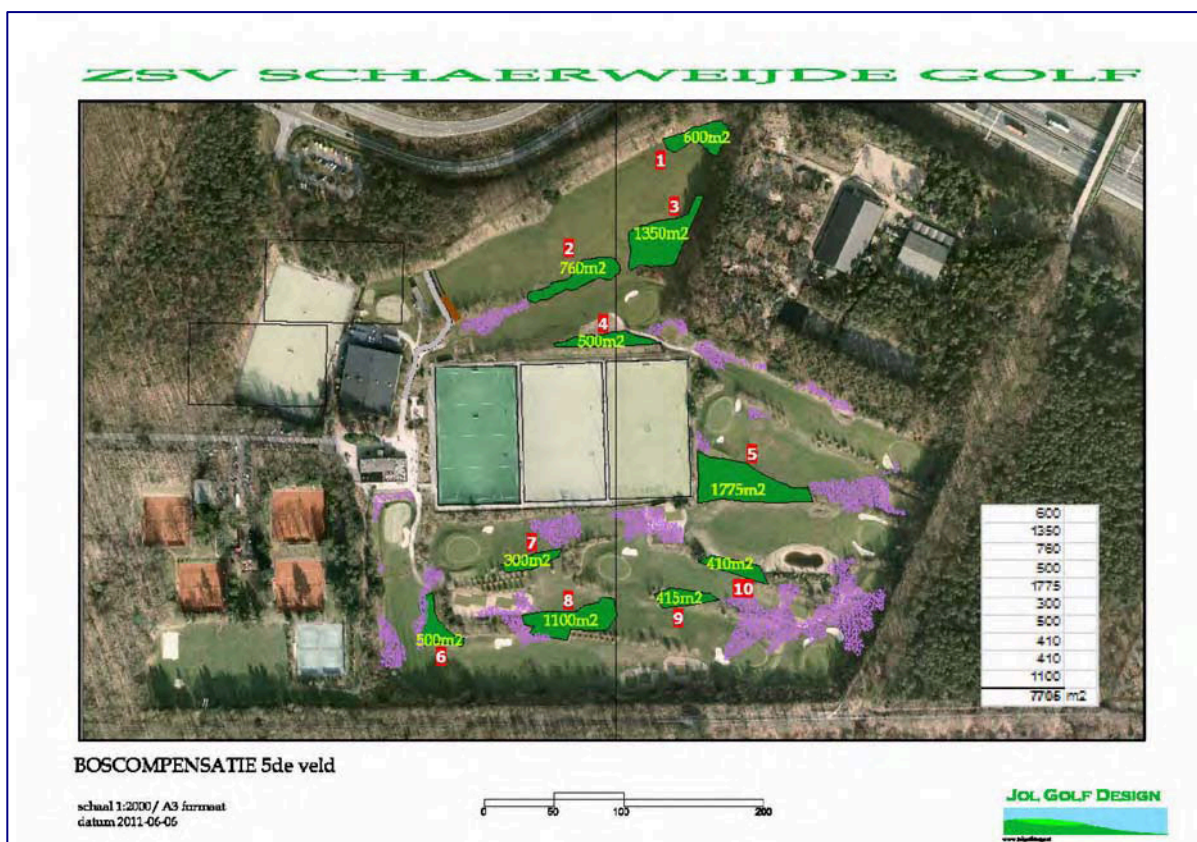 ZSV SCHAERWEIJDE GOLF
600m2
1
3
1350m2
2
760m2
4
500m2
5
1775m2
7
300m2
410m2
10
8
1100m2
415m2
9
500m2
6
600
1350
760
500
1775
300
500
410
410
1100
7705 m2
BOSCOMPENSATIE 5de veld
schaal 1:2000/ A3 formaat
datum 2011-06-06
0 50 100 200
JOL GOLF DESIGN